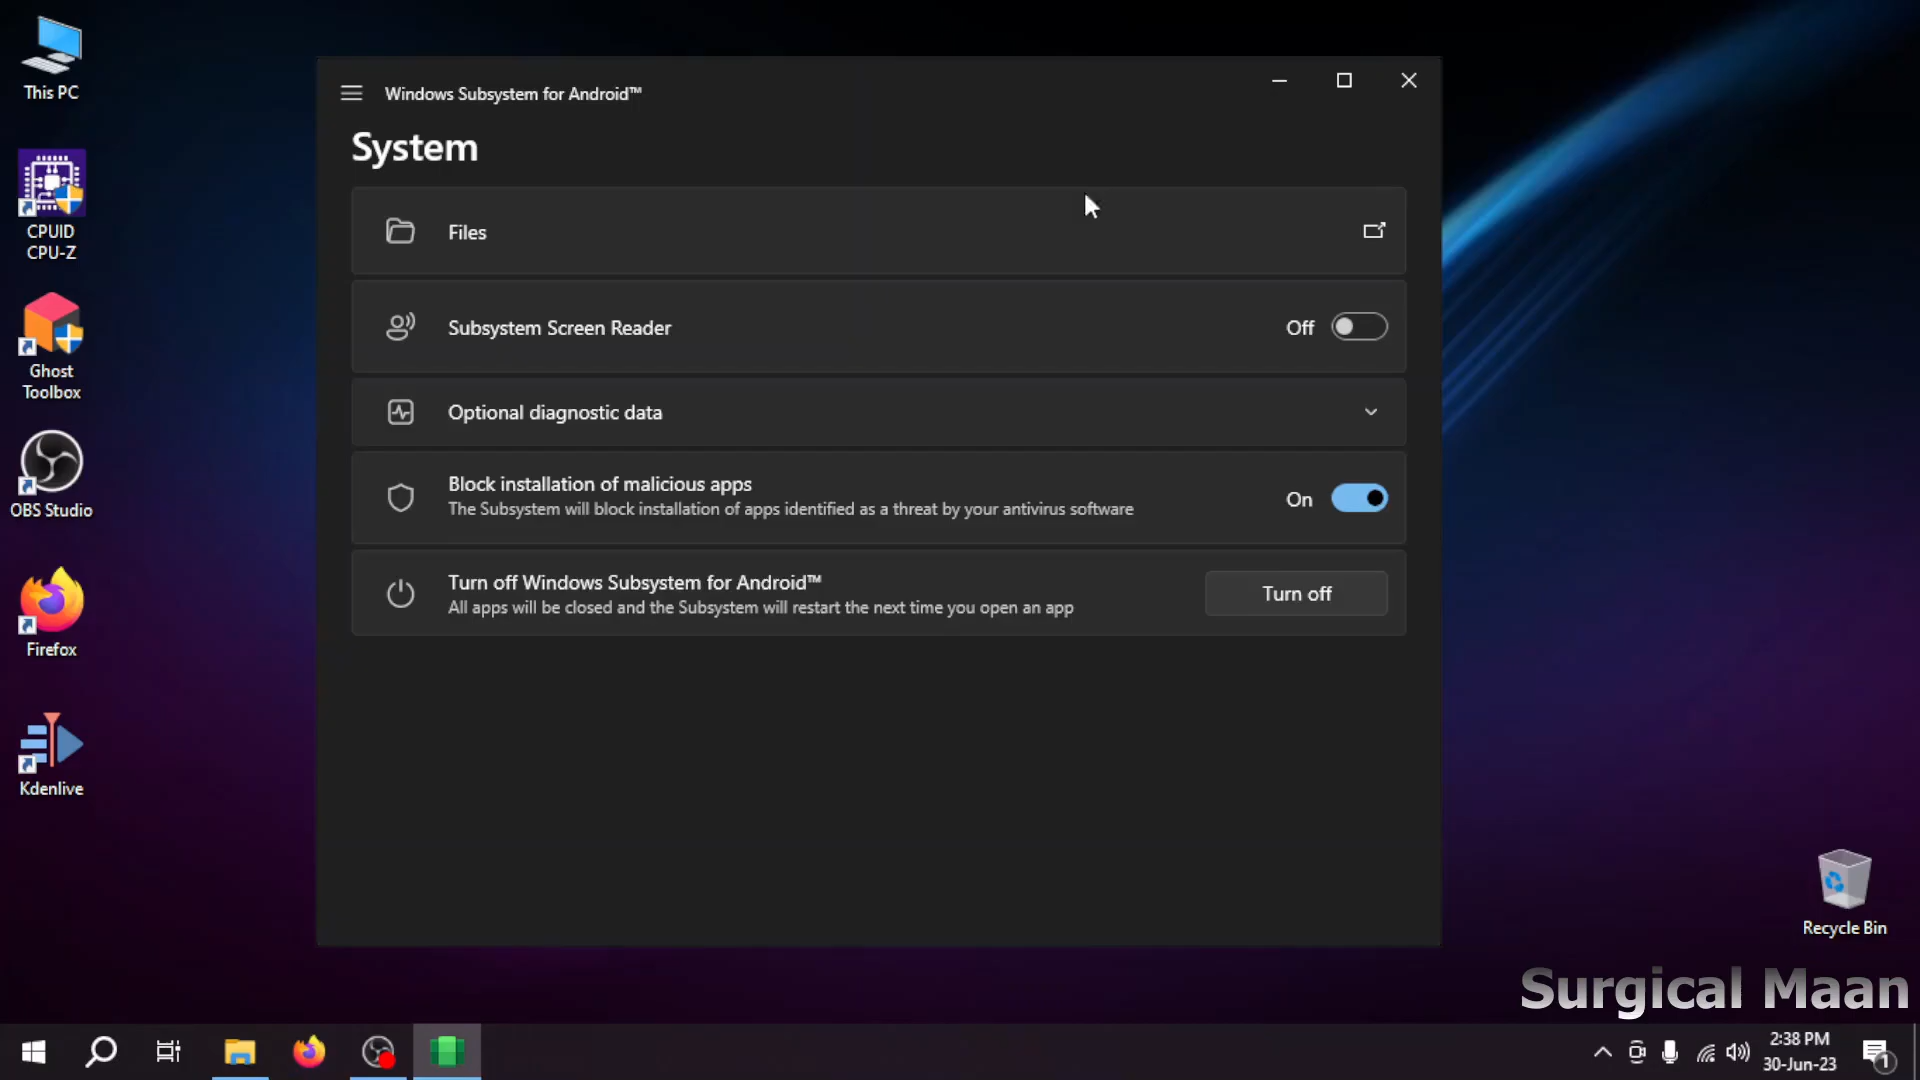 This PC
CPUID
CPU-Z
Ghost
Toolbox
OBS Studio
Firefox
Kdenlive
Windows Subsystem for Android™
System
Files
Subsystem Screen Reader
Off
Optional diagnostic data
Block installation of malicious apps
The Subsystem will block installation of apps identified as a threat by your antivirus software
On
Turn off Windows Subsystem for Android™
All apps will be closed and the Subsystem will restart the next time you open an app
Turn off
Recycle Bin
Surgical Maan
2:38 PM
30-Jun-23
1